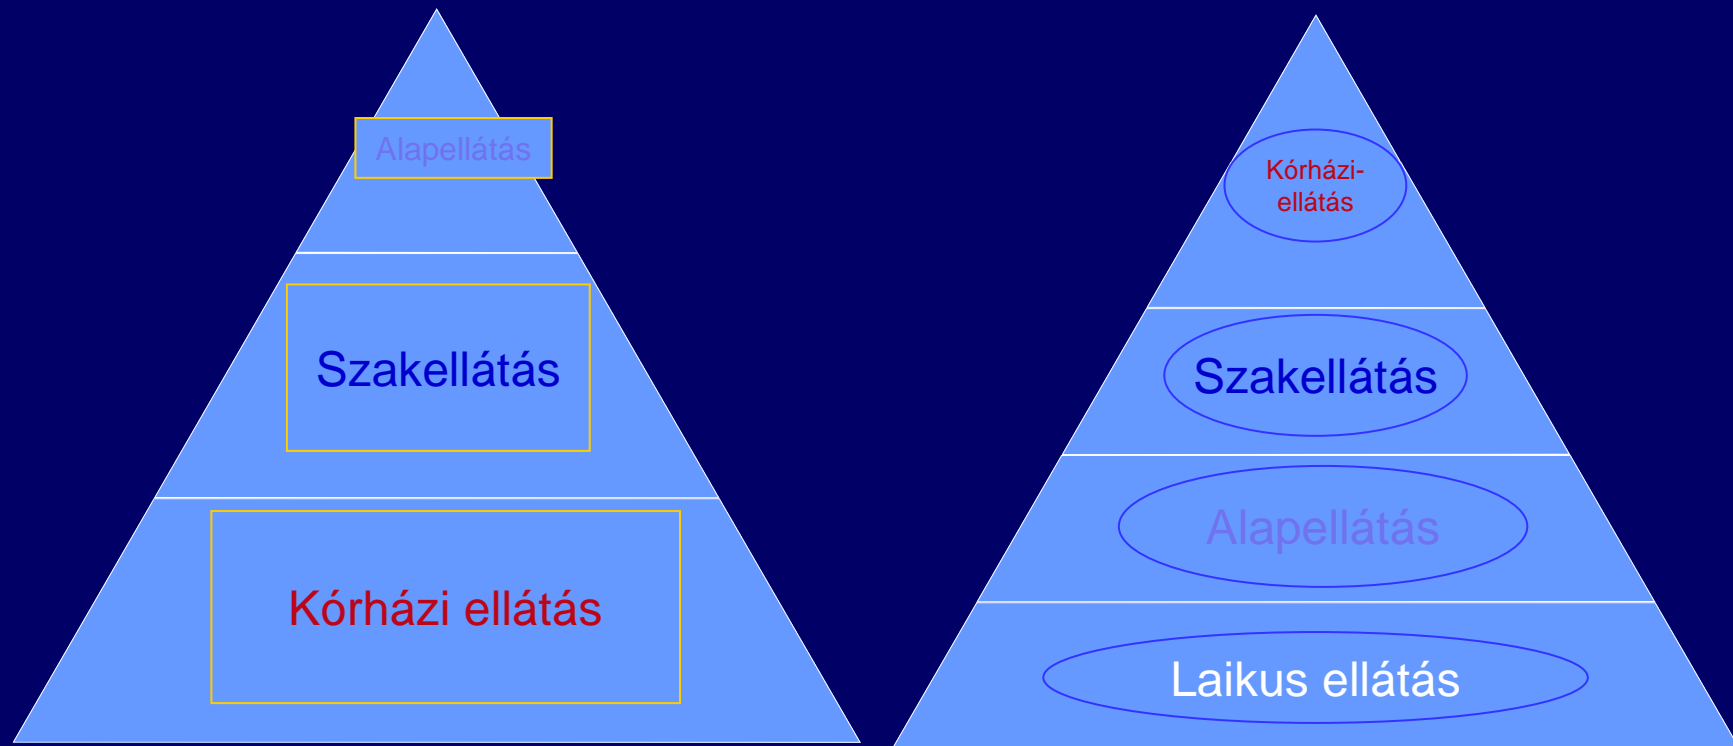 Alapellátás
Szakellátás
Kórházi ellátás
Kórházi-
ellátás
Szakellátás
Alapellátás
Laikus ellátás